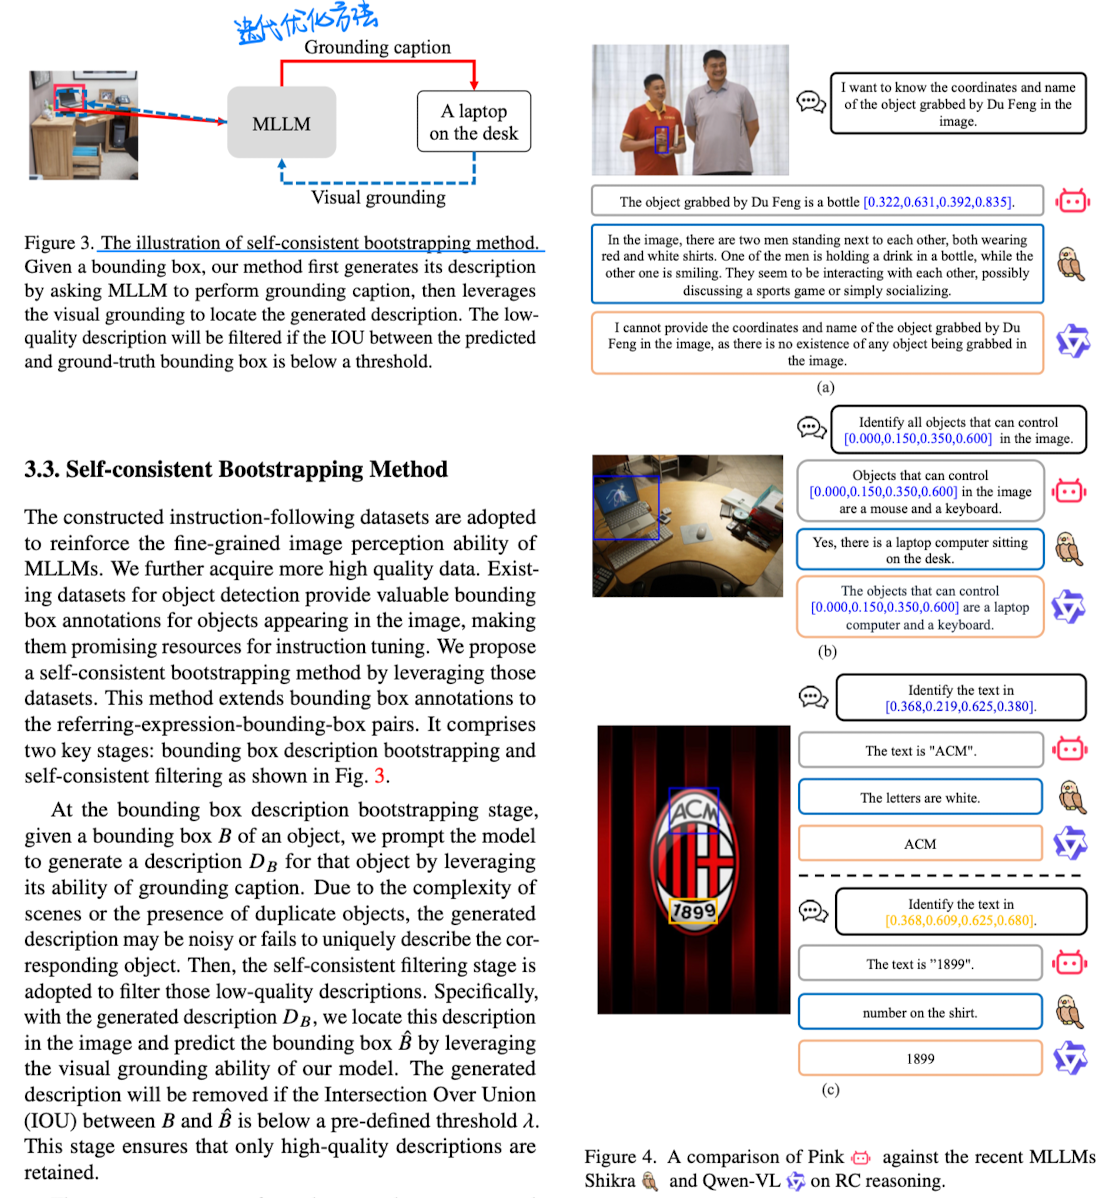 迭代优化方法
Grounding caption
MLLM
A laptop
on the desk
Visual grounding
Figure 3. The illustration of self-consistent bootstrapping method.
Given a bounding box, our method first generates its description
by asking MLLM to perform grounding caption, then leverages
the visual grounding to locate the generated description. The low-
quality description will be filtered if the IOU between the predicted
and ground-truth bounding box is below a threshold.
3.3. Self-consistent Bootstrapping Method
The constructed instruction-following datasets are adopted
to reinforce the fine-grained image perception ability of
MLLMs. We further acquire more high quality data. Exist-
ing datasets for object detection provide valuable bounding
box annotations for objects appearing in the image, making
them promising resources for instruction tuning. We propose
a self-consistent bootstrapping method by leveraging those
datasets. This method extends bounding box annotations to
the referring-expression-bounding-box pairs. It comprises
two key stages: bounding box description bootstrapping and
self-consistent filtering as shown in Fig. 3.
At the bounding box description bootstrapping stage,
given a bounding box B of an object, we prompt the model
to generate a description D_B for that object by leveraging
its ability of grounding caption. Due to the complexity of
scenes or the presence of duplicate objects, the generated
description may be noisy or fails to uniquely describe the cor-
responding object. Then, the self-consistent filtering stage is
adopted to filter those low-quality descriptions. Specifically,
with the generated description D_B, we locate this description
in the image and predict the bounding box B̂ by leveraging
the visual grounding ability of our model. The generated
description will be removed if the Intersection Over Union
(IOU) between B and B̂ is below a pre-defined threshold λ.
This stage ensures that only high-quality descriptions are
retained.
I want to know the coordinates and name
of the object grabbed by Du Feng in the
image.
The object grabbed by Du Feng is a bottle [0.322,0.631,0.392,0.835].
In the image, there are two men standing next to each other, both wearing
red and white shirts. One of the men is holding a drink in a bottle, while the
other one is smiling. They seem to be interacting with each other, possibly
discussing a sports game or simply socializing.
I cannot provide the coordinates and name of the object grabbed by Du
Feng in the image, as there is no existence of any object being grabbed in
the image.
(a)
Identify all objects that can control
[0.000,0.150,0.350,0.600] in the image.
Objects that can control
[0.000,0.150,0.350,0.600] in the image
are a mouse and a keyboard.
Yes, there is a laptop computer sitting
on the desk.
The objects that can control
[0.000,0.150,0.350,0.600] are a laptop
computer and a keyboard.
(b)
Identify the text in
[0.368,0.219,0.625,0.380].
The text is "ACM".
The letters are white.
ACM
ACM
1899
Identify the text in
[0.368,0.609,0.625,0.680].
The text is "1899".
number on the shirt.
1899
(c)
Figure 4. A comparison of Pink against the recent MLLMs
Shikra and Qwen-VL on RC reasoning.